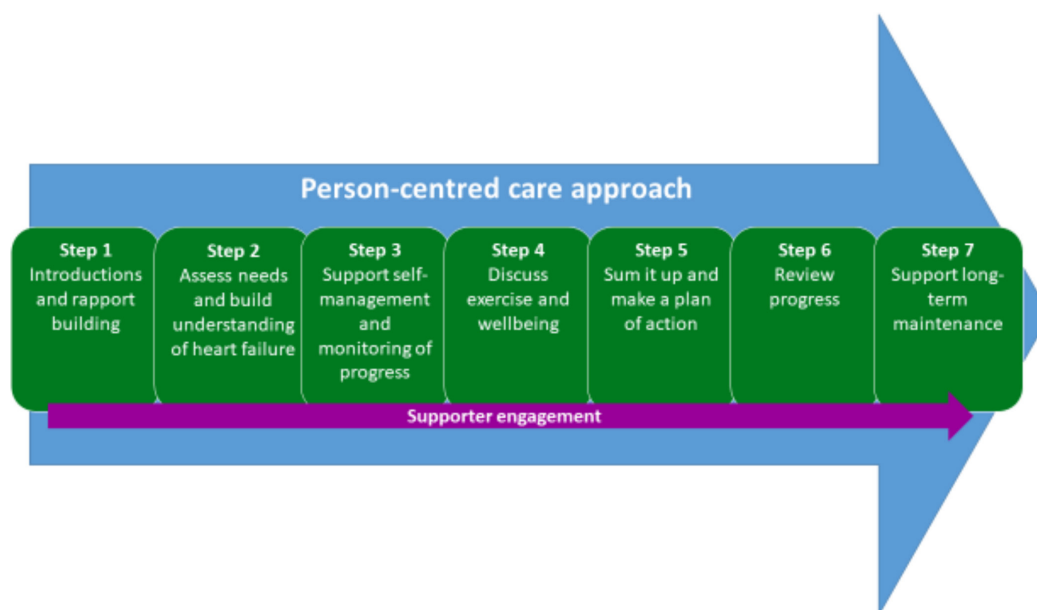 Person-centred care approach
Step 1
Introductions
and rapport
building
Step 2
Assess needs
and build
understanding
of heart failure
Step 3
Support self-
management
and
monitoring of
progress
Step 4
Discuss
exercise and
wellbeing
Step 5
Sum it up and
make a plan
of action
Step 6
Review
progress
Step 7
Support long-
term
maintenance
Supporter engagement